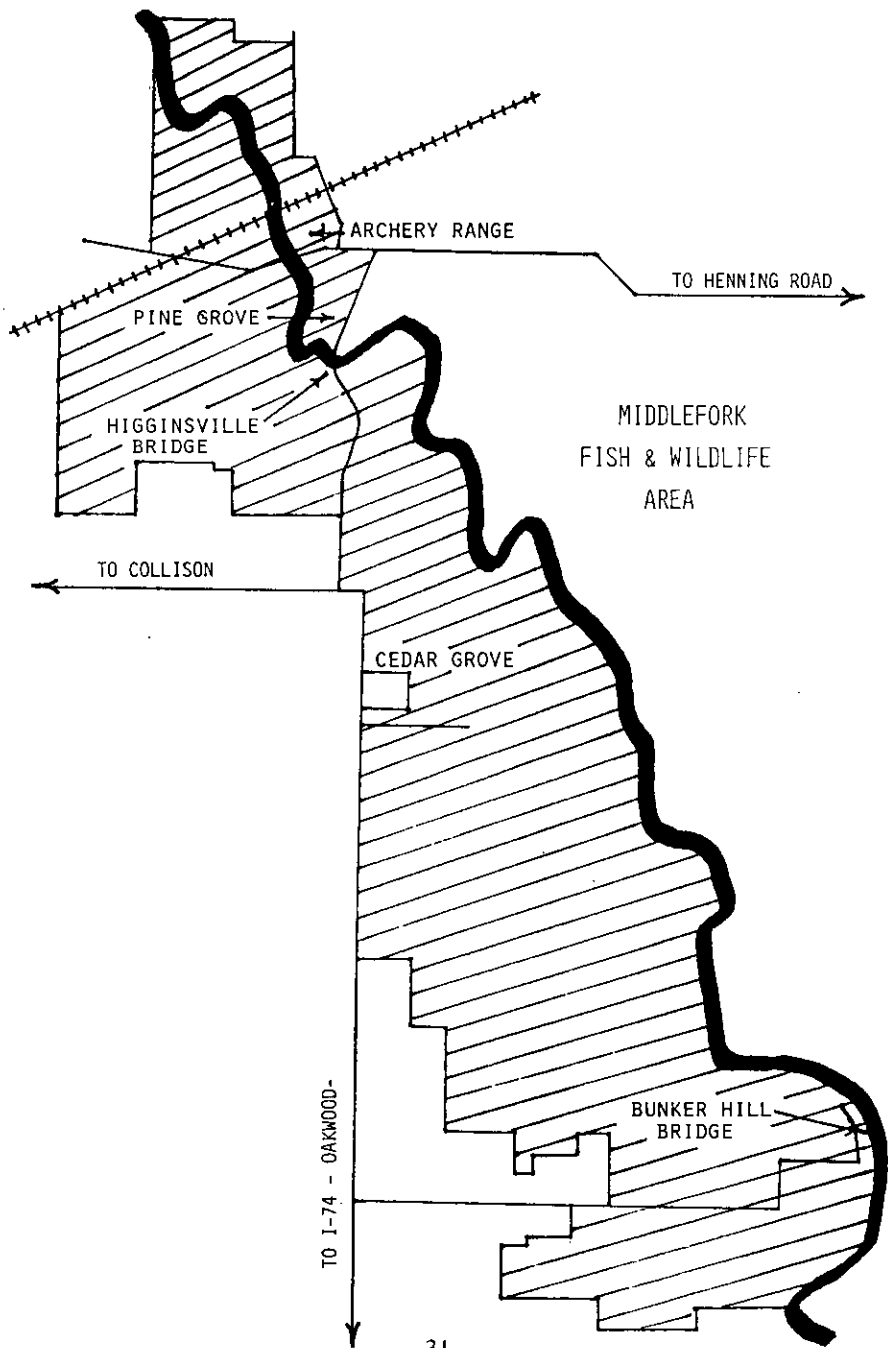 ARCHERY RANGE
TO HENNING ROAD
PINE GROVE
HIGGINSVILLE
BRIDGE
MIDDLEFORK
FISH & WILDLIFE
AREA
TO COLLISON
CEDAR GROVE
BUNKER HILL
BRIDGE
TO I-74 - OAKWOOD-
31